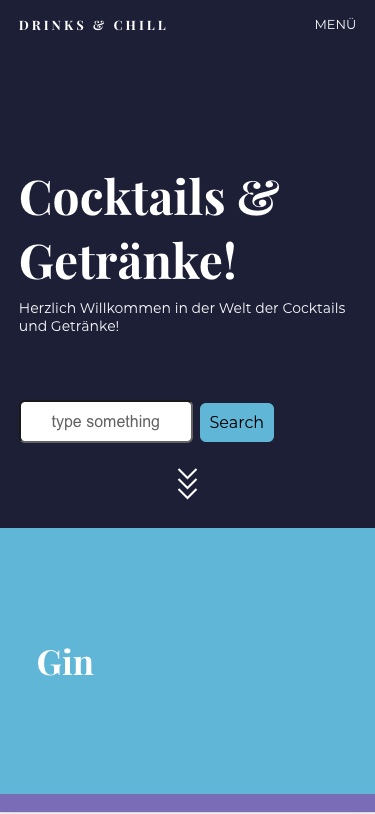 DRINKS & CHILL
MENÜ
Cocktails &
Getränke!
Herzlich Willkommen in der Welt der Cocktails
und Getränke!
type something
Search
Gin